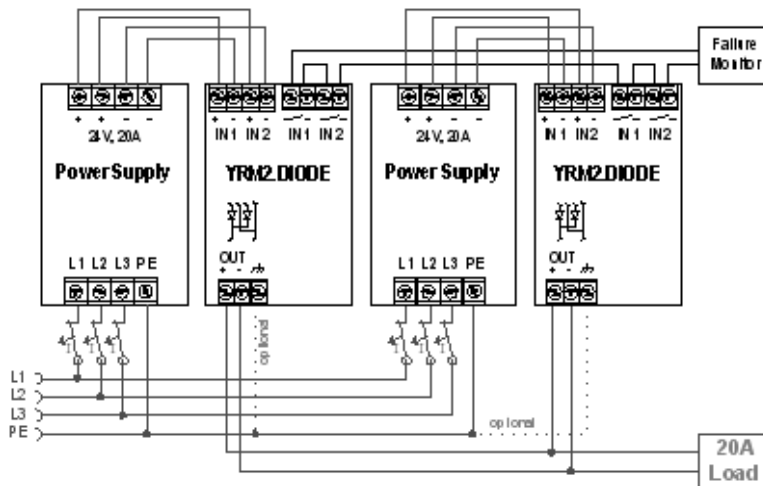 Failure
Monitor
+ + - -
24V, 20A
Power Supply
L1 L2 L3 PE
+ - + -
IN 1 IN 2 IN 1 IN 2
YRM2.DIODE
OUT
+ -
+ + - -
24V, 20A
Power Supply
L1 L2 L3 PE
+ - + -
IN 1 IN 2 IN 1 IN 2
YRM2.DIODE
OUT
+ -
optional
L1
L2
L3
PE
optional
20A
Load